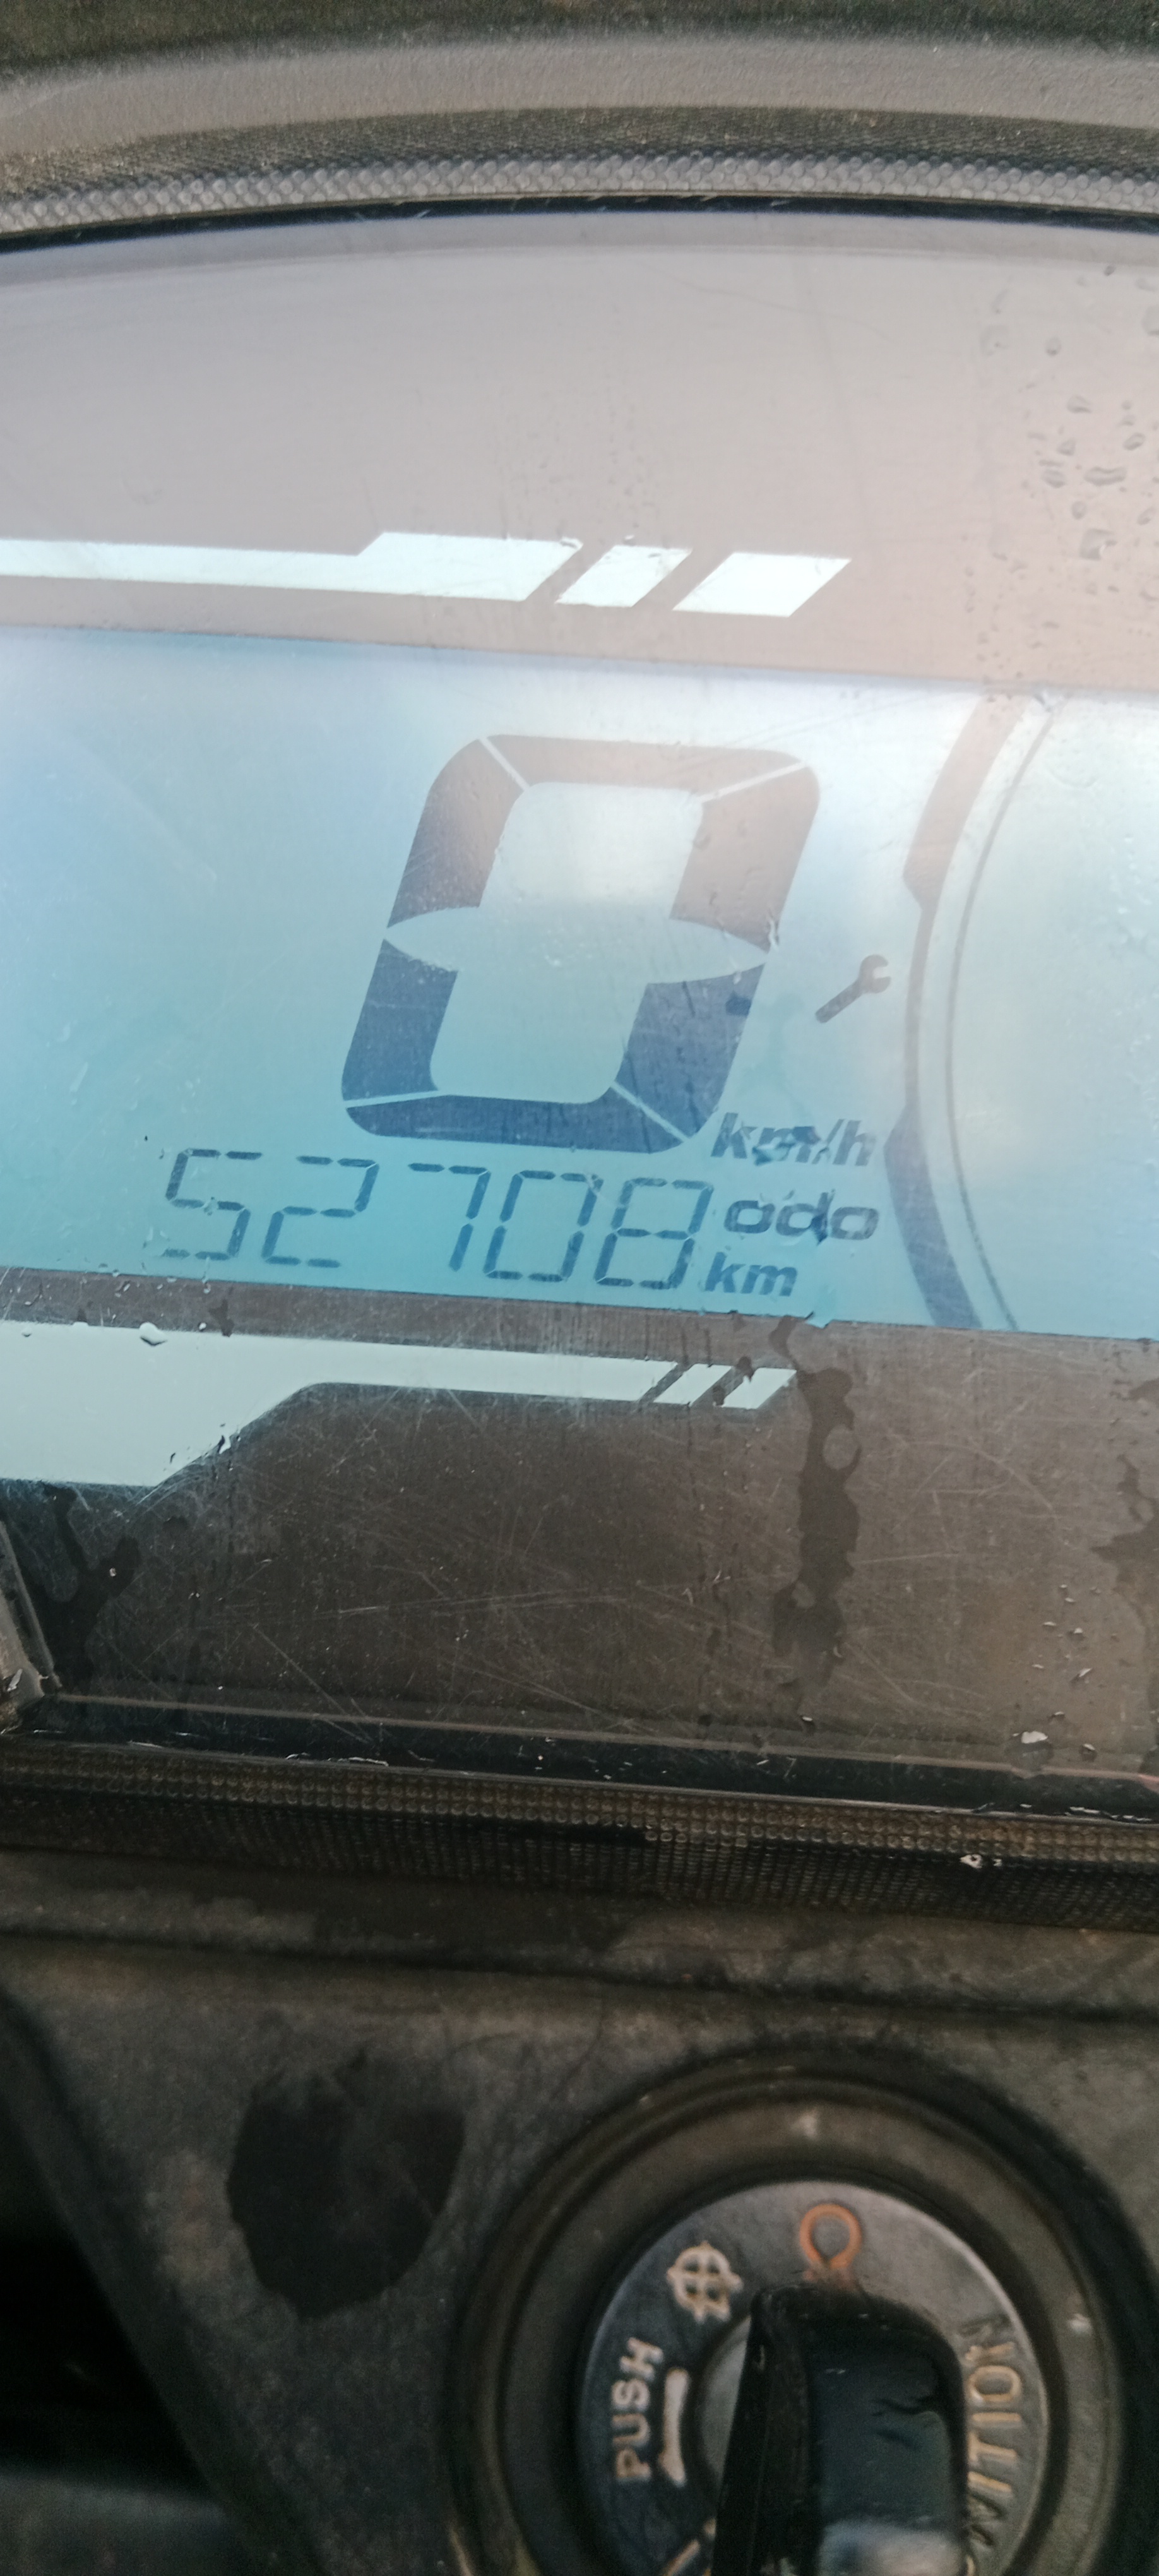 0
km/h
52708 odo
km
PUSH
IGNITION